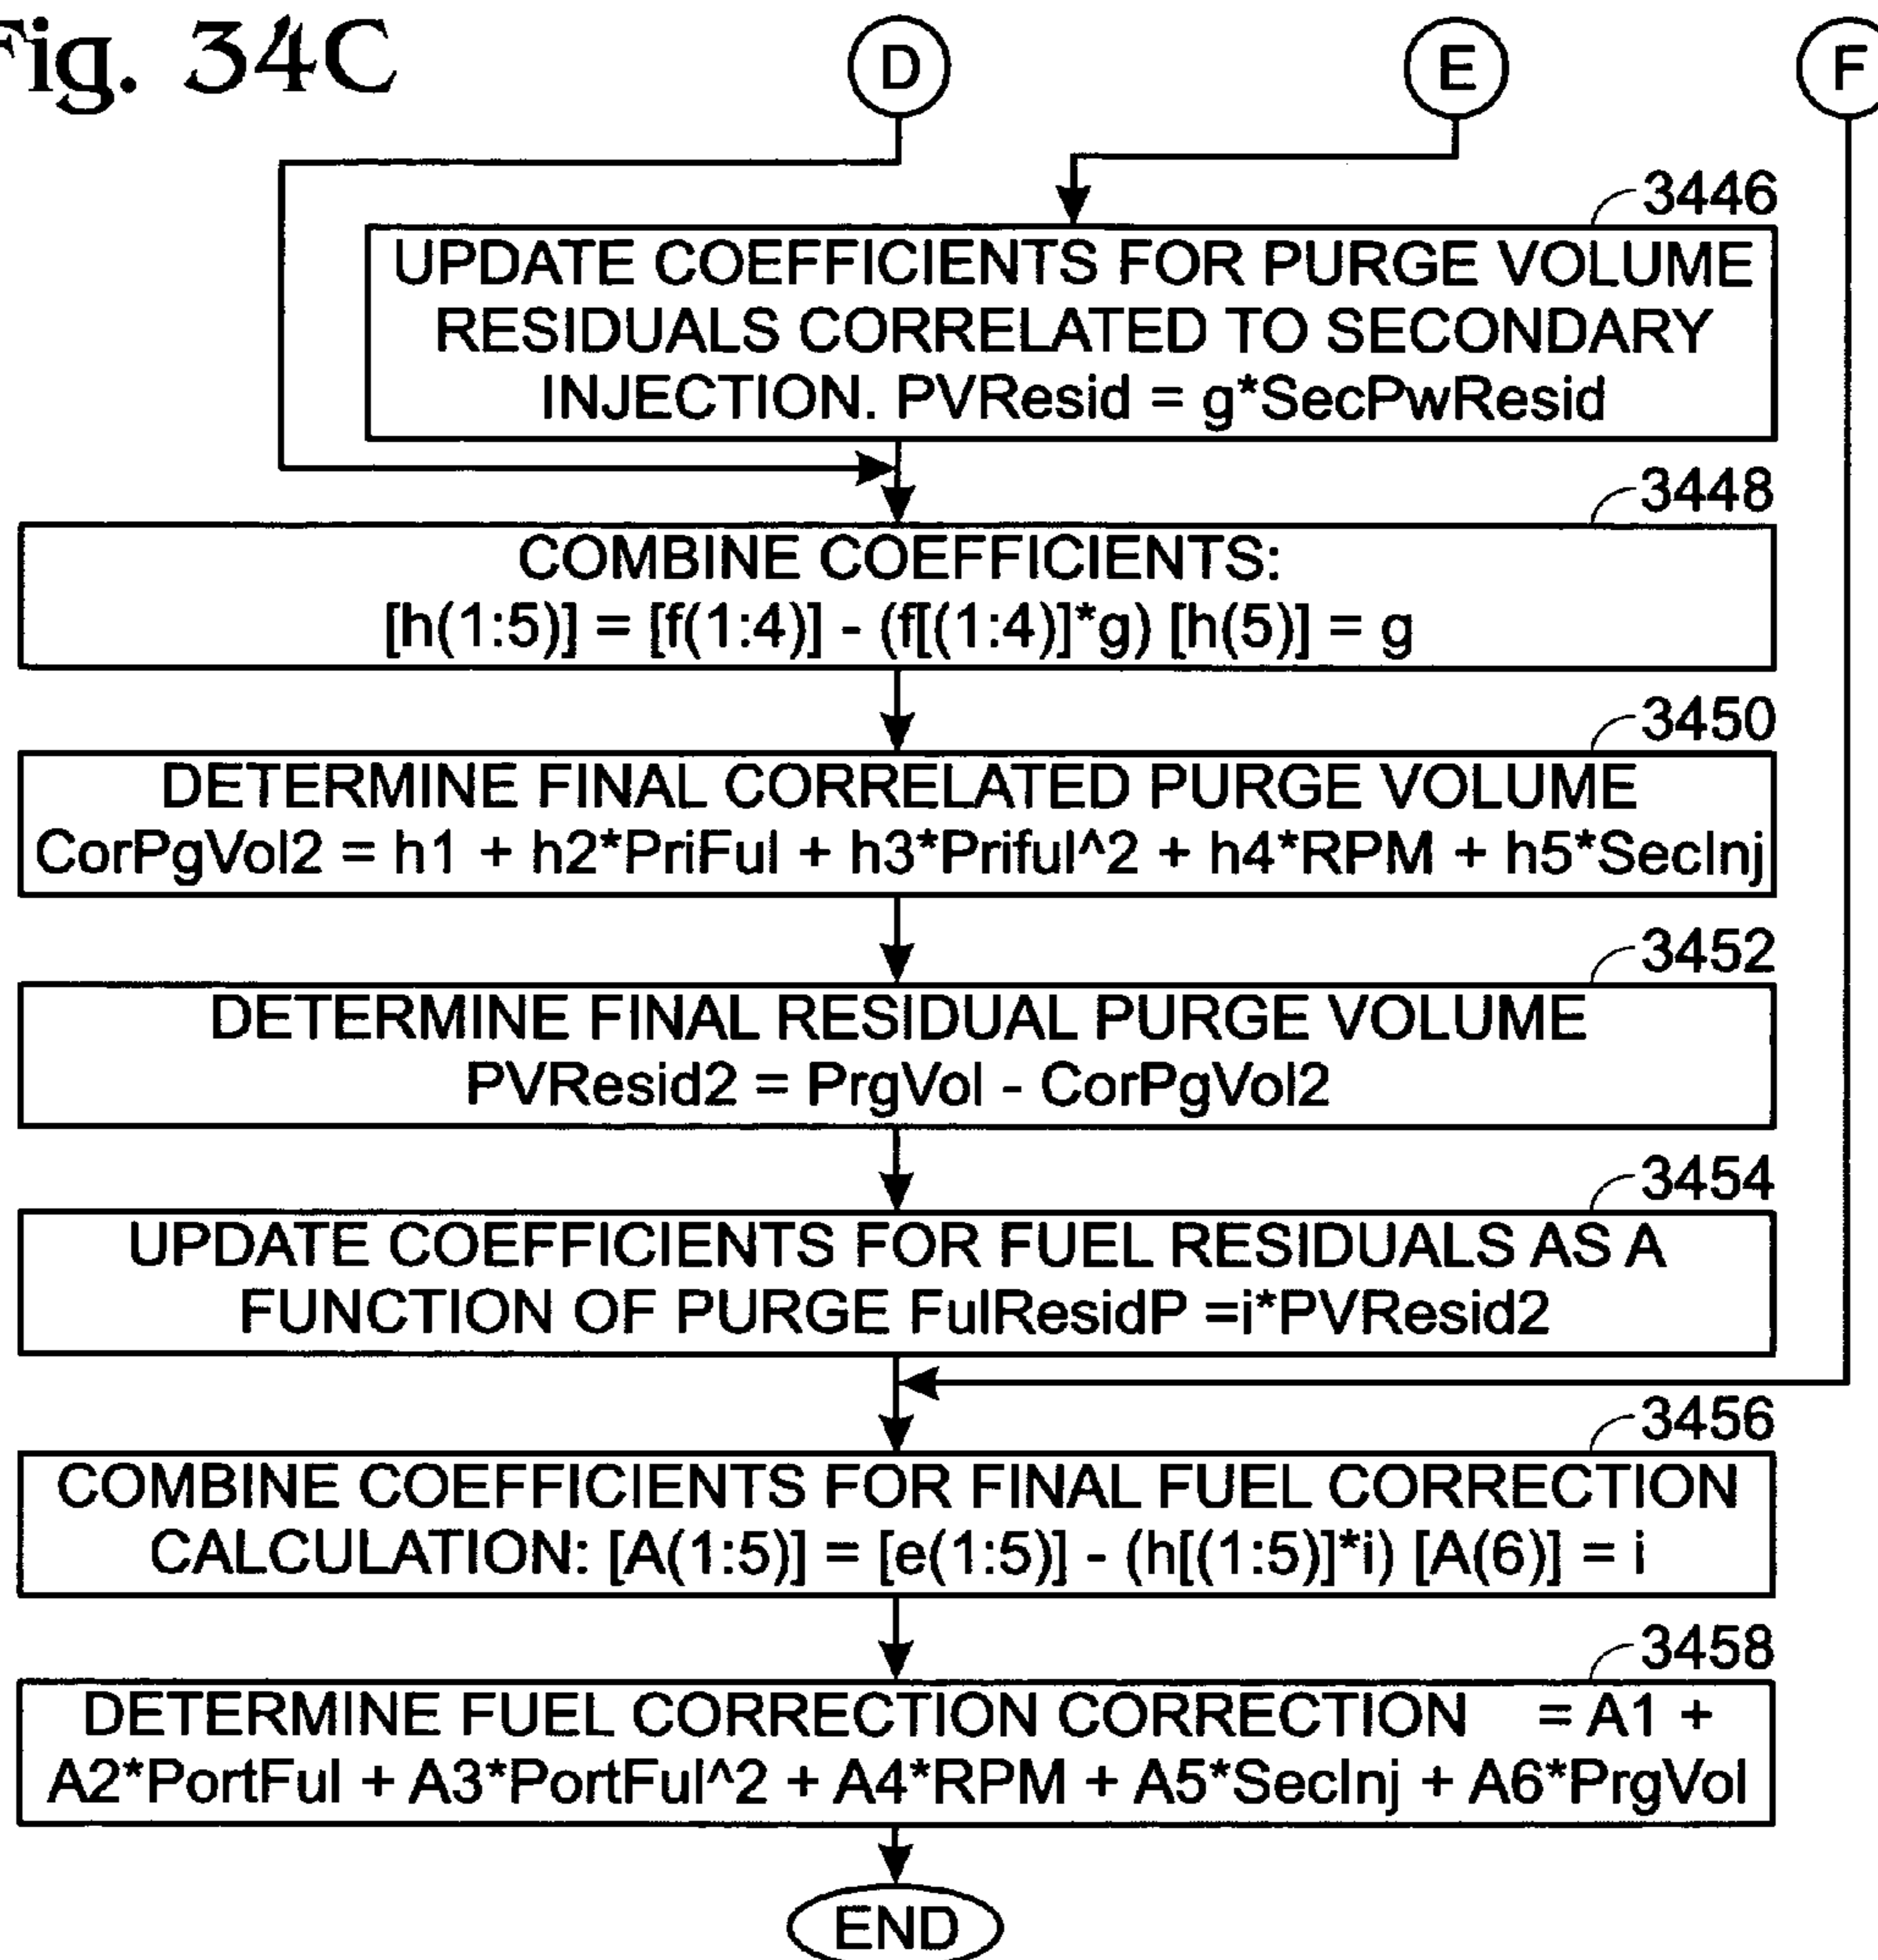 Fig. 34C
D
E
F
3446
UPDATE COEFFICIENTS FOR PURGE VOLUME
RESIDUALS CORRELATED TO SECONDARY
INJECTION. PVResid = g*SecPwResid
3448
COMBINE COEFFICIENTS:
[h(1:5)] = [f(1:4)] - (f[(1:4)]*g) [h(5)] = g
3450
DETERMINE FINAL CORRELATED PURGE VOLUME
CorPgVol2 = h1 + h2*PriFul + h3*Priful^2 + h4*RPM + h5*SecInj
3452
DETERMINE FINAL RESIDUAL PURGE VOLUME
PVResid2 = PrgVol - CorPgVol2
3454
UPDATE COEFFICIENTS FOR FUEL RESIDUALS AS A
FUNCTION OF PURGE FulResidP =i*PVResid2
3456
COMBINE COEFFICIENTS FOR FINAL FUEL CORRECTION
CALCULATION: [A(1:5)] = [e(1:5)] - (h[(1:5)]*i) [A(6)] = i
3458
DETERMINE FUEL CORRECTION CORRECTION = A1 +
A2*PortFul + A3*PortFul^2 + A4*RPM + A5*SecInj + A6*PrgVol
END